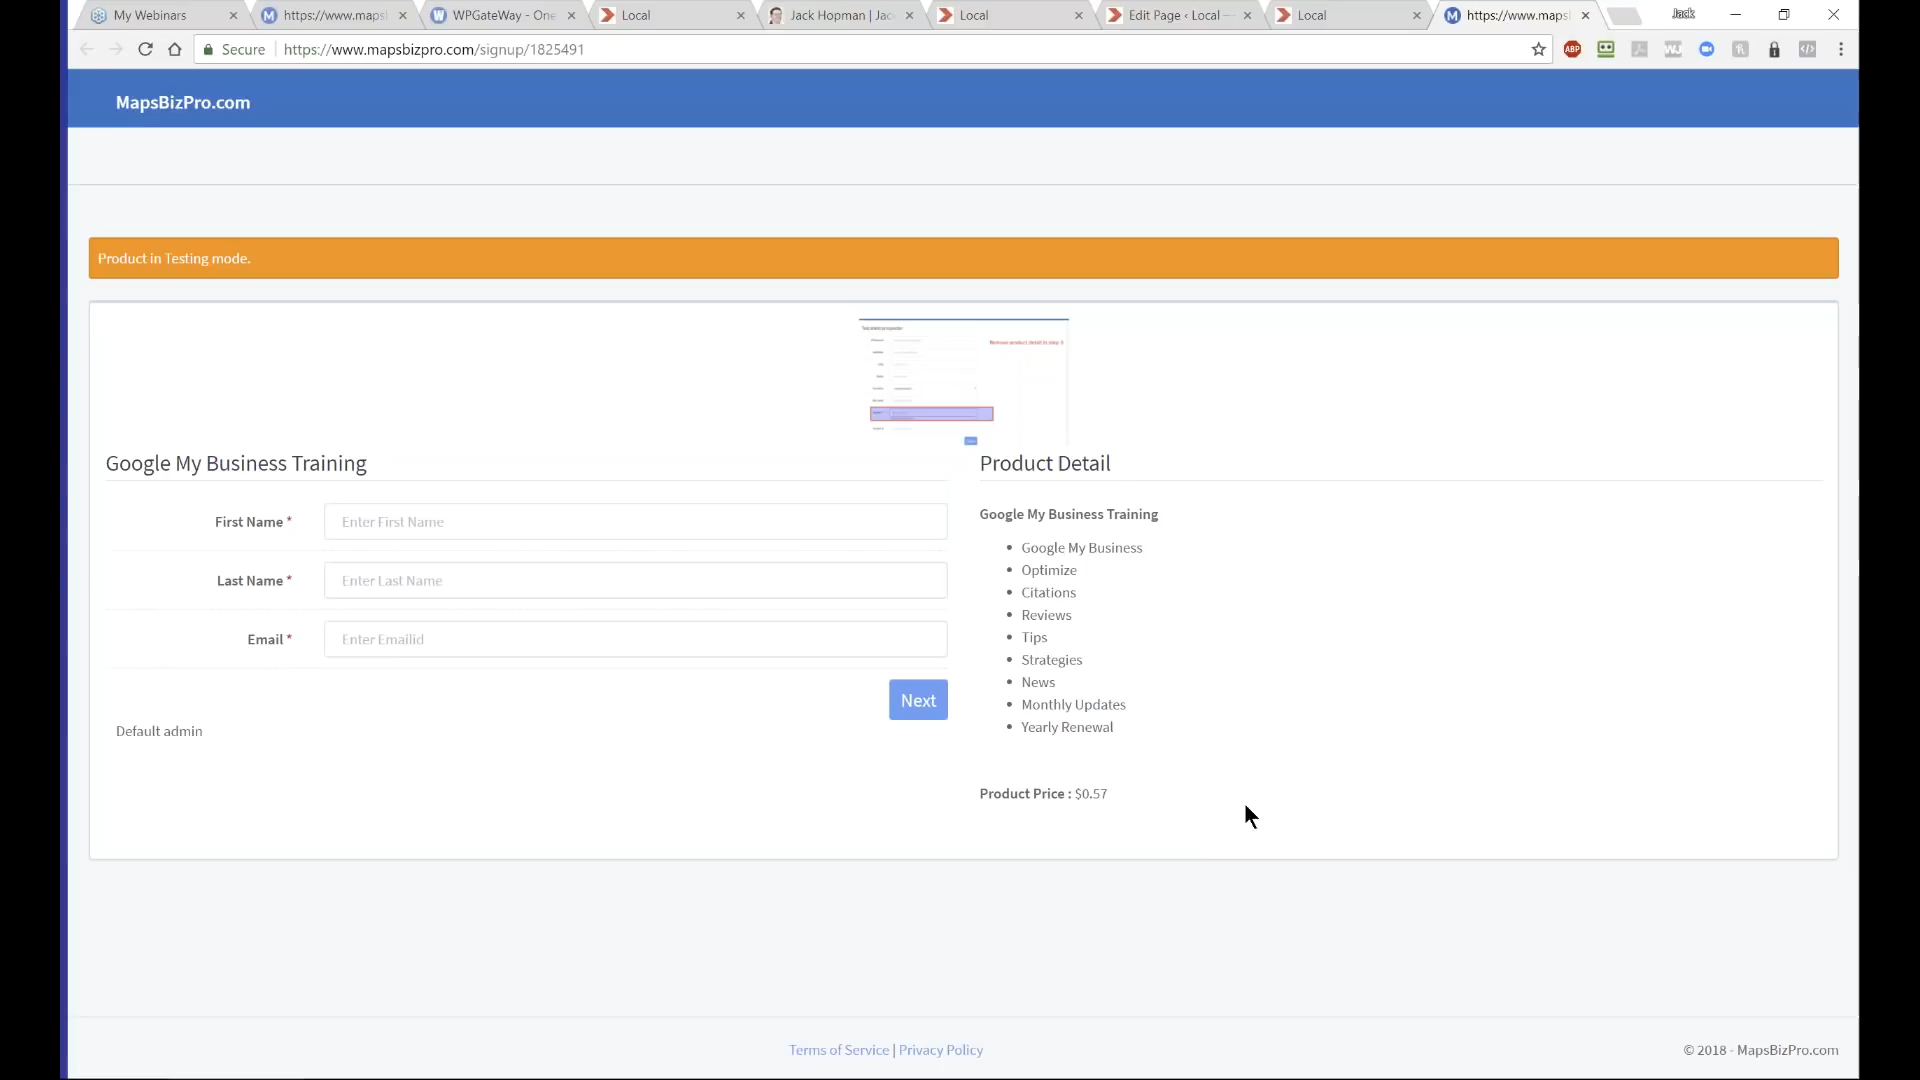 My Webinars
https://www.maps
WPGateWay - One
Local
Jack Hopman | Jac
Local
Edit Page ‹ Local —
Local
https://www.maps
Jack
Secure
https://www.mapsbizpro.com/signup/1825491
ABP
MapsBizPro.com
Product in Testing mode.
Google My Business Training
First Name *
Enter First Name
Last Name *
Enter Last Name
Email *
Enter Emailid
Next
Default admin
Product Detail
Google My Business Training
Google My Business
Optimize
Citations
Reviews
Tips
Strategies
News
Monthly Updates
Yearly Renewal
Product Price : $0.57
Terms of Service | Privacy Policy
© 2018 - MapsBizPro.com